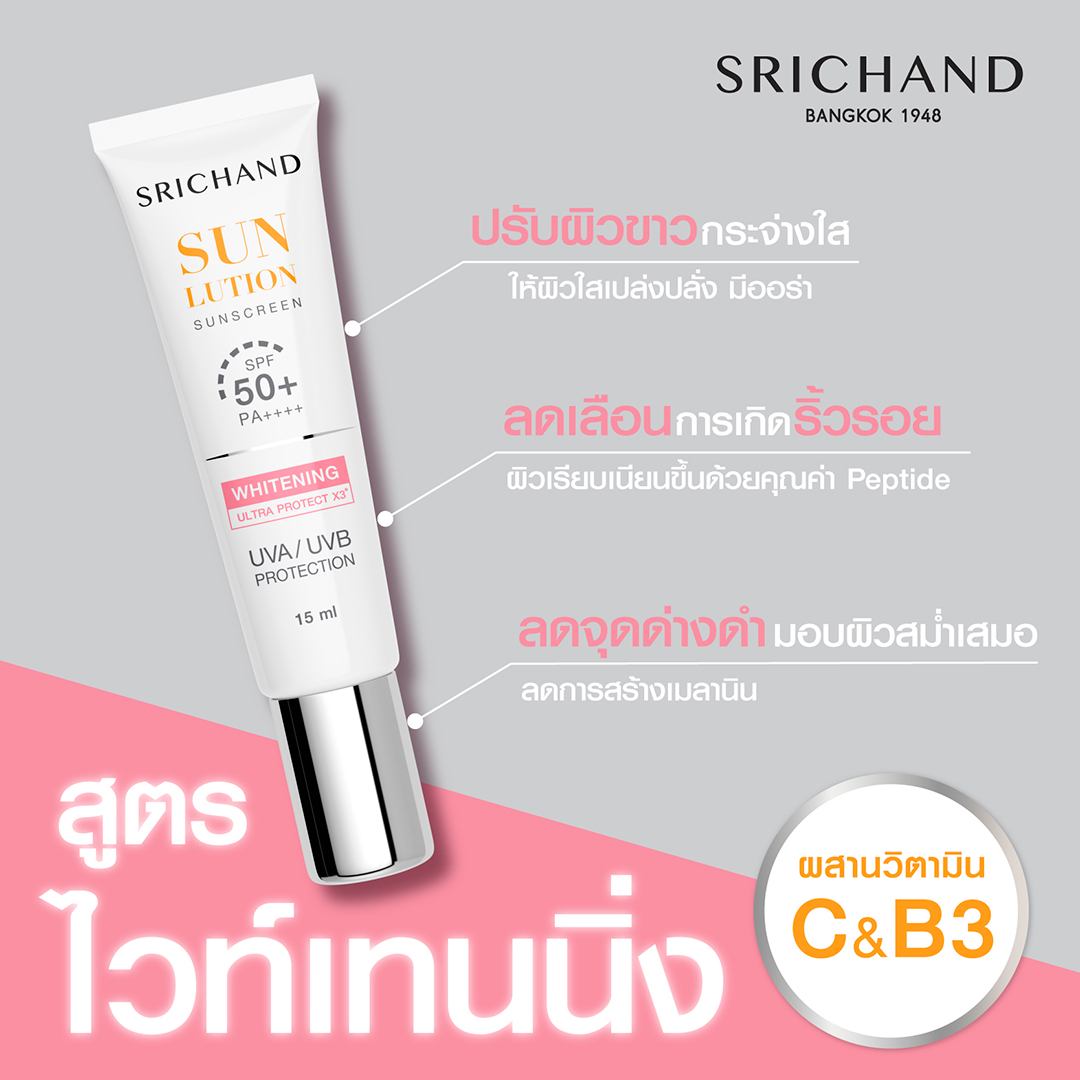 SRICHAND
BANGKOK 1948
SRICHAND
SUN
LUTION
SUNSCREEN
SPF
50+
PA++++
WHITENING
ULTRA PROTECT X3*
UVA/UVB
PROTECTION
15 ml
ปรับผิวขาวกระจ่างใส
ให้ผิวใสเปล่งปลั่ง มีออร่า
ลดเลือนการเกิดริ้วรอย
ผิวเรียบเนียนขึ้นด้วยคุณค่า Peptide
ลดจุดด่างดำ มอบผิวสม่ำเสมอ
ลดการสร้างเมลานิน
สูตร
ไวท์เทนนิ่ง
ผสานวิตามิน
C&B3